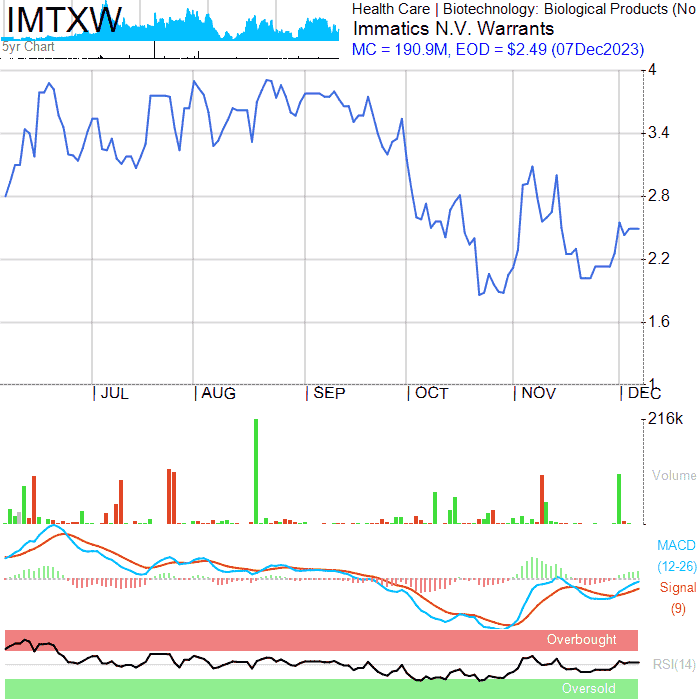 IMTXW
5yr Chart
Health Care | Biotechnology: Biological Products (No
Immatics N.V. Warrants
MC = 190.9M, EOD = $2.49 (07Dec2023)
4
3.4
2.8
2.2
1.6
1
JUL
AUG
SEP
OCT
NOV
DEC
216k
Volume
MACD
(12-26)
Signal
(9)
Overbought
RSI(14)
Oversold